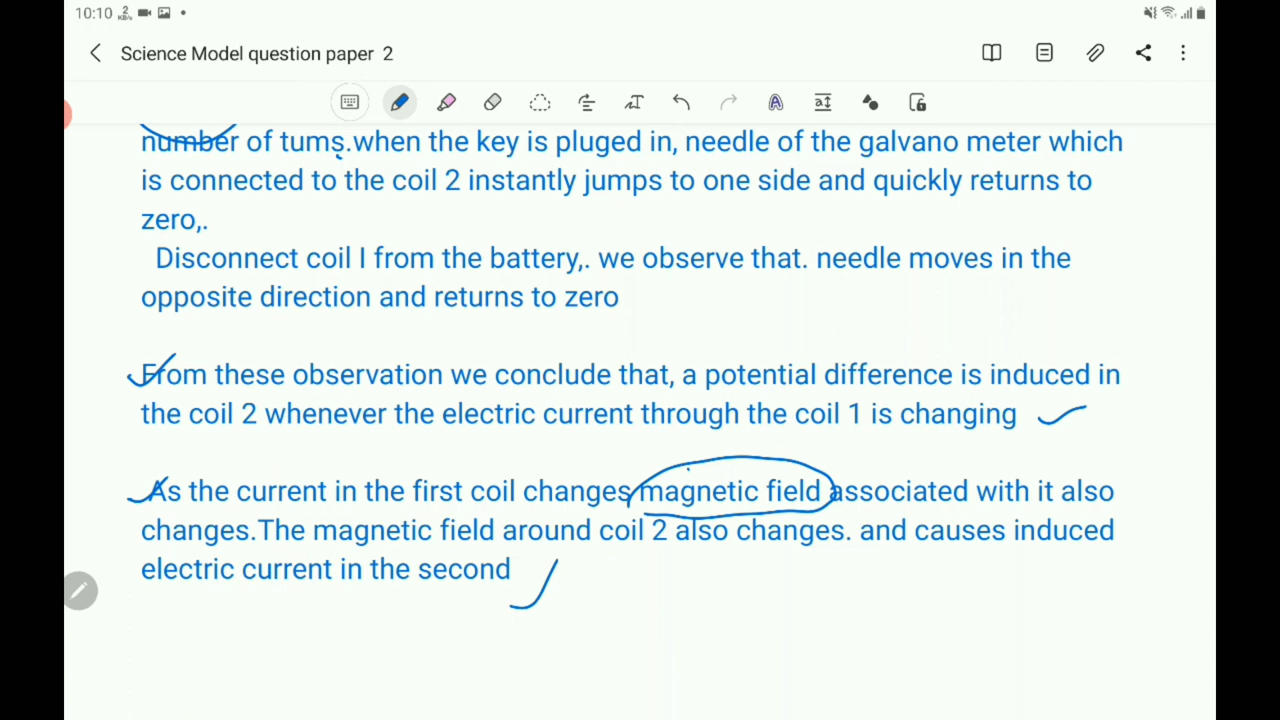 10:10 2 KB/s
Science Model question paper 2
number of tums.when the key is pluged in, needle of the galvano meter which
is connected to the coil 2 instantly jumps to one side and quickly returns to
zero,.
Disconnect coil I from the battery,. we observe that. needle moves in the
opposite direction and returns to zero
From these observation we conclude that, a potential difference is induced in
the coil 2 whenever the electric current through the coil 1 is changing
As the current in the first coil changes magnetic field associated with it also
changes.The magnetic field around coil 2 also changes. and causes induced
electric current in the second